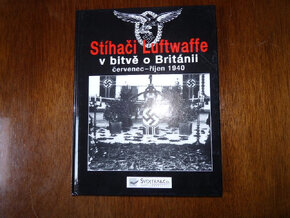 Stíhači Luftwaffe
v bitvě o Británii
červenec–říjen 1940